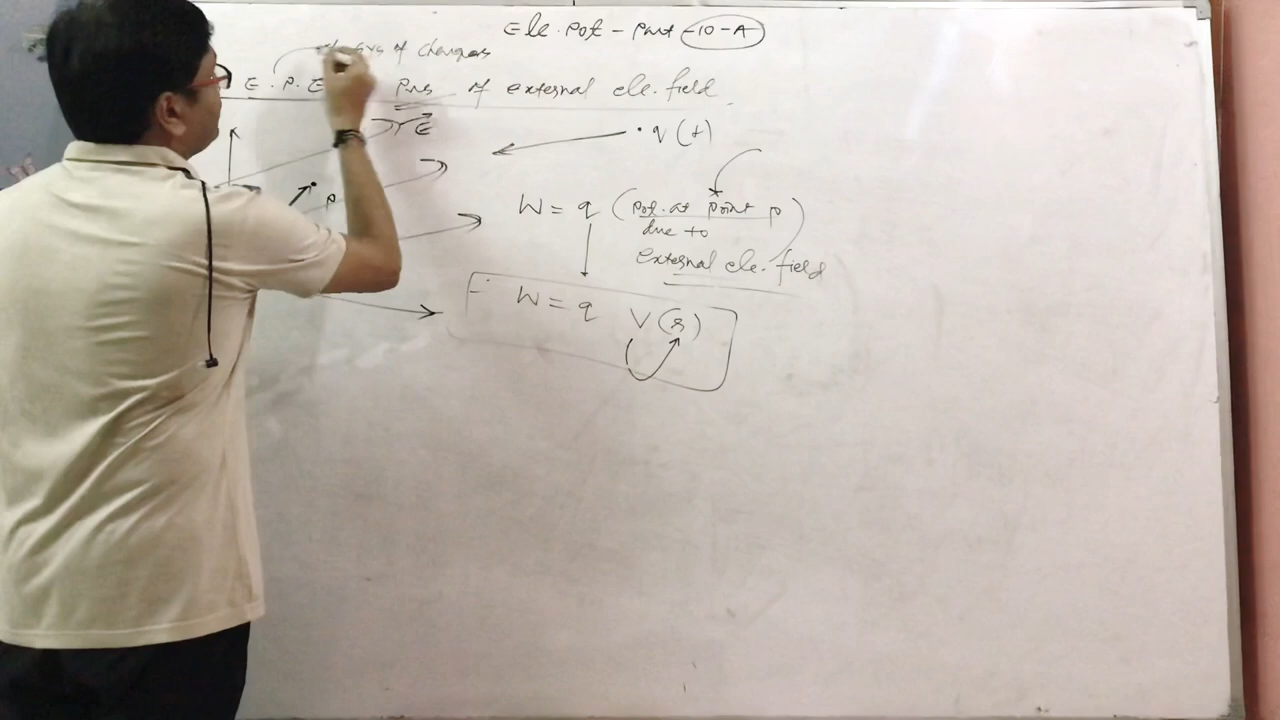 Ele. Pot - Part - 10 - A
sys of charges
E. P. E Pres of external ele. field
E
q (+)
P
W = q (Pot. at point p)
due to
external ele. field
∴ W = q V(r)